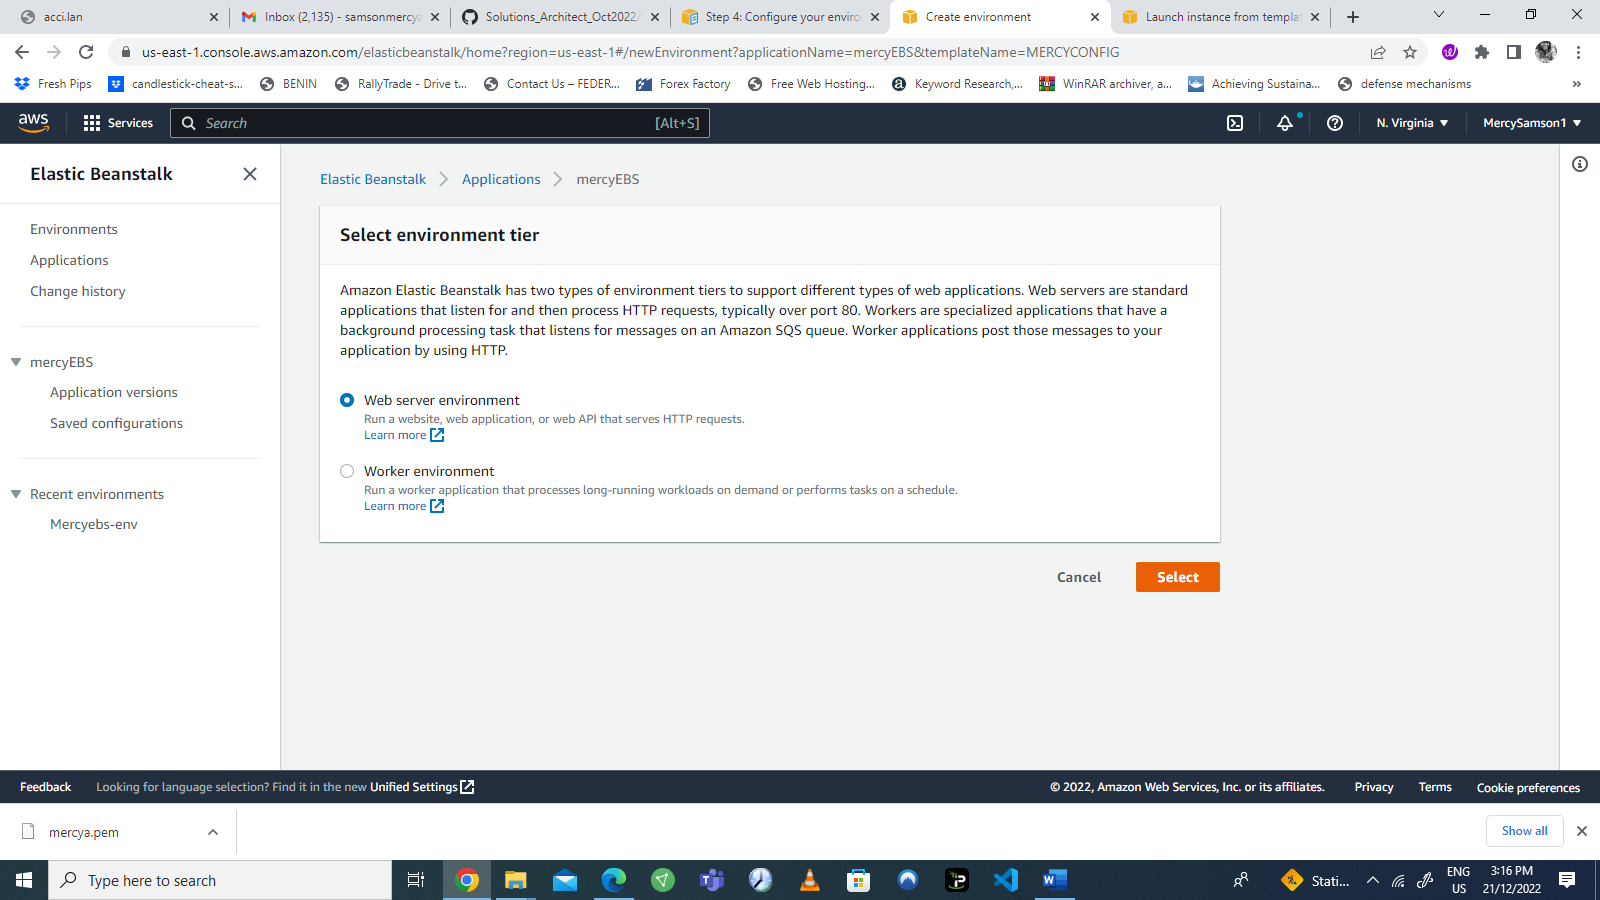 acci.lan
Inbox (2,135) - samsonmercya
Solutions_Architect_Oct2022/
Step 4: Configure your enviro
Create environment
Launch instance from templat
us-east-1.console.aws.amazon.com/elasticbeanstalk/home?region=us-east-1#/newEnvironment?applicationName=mercyEBS&templateName=MERCYCONFIG
Fresh Pips
candlestick-cheat-s...
BENIN
RallyTrade - Drive t...
Contact Us – FEDER...
Forex Factory
Free Web Hosting...
Keyword Research,...
WinRAR archiver, a...
Achieving Sustaina...
defense mechanisms
»
aws
Services
Search
[Alt+S]
N. Virginia
MercySamson1
Elastic Beanstalk
Environments
Applications
Change history
mercyEBS
Application versions
Saved configurations
Recent environments
Mercyebs-env
Elastic Beanstalk
Applications
mercyEBS
Select environment tier
Amazon Elastic Beanstalk has two types of environment tiers to support different types of web applications. Web servers are standard
applications that listen for and then process HTTP requests, typically over port 80. Workers are specialized applications that have a
background processing task that listens for messages on an Amazon SQS queue. Worker applications post those messages to your
application by using HTTP.
Web server environment
Run a website, web application, or web API that serves HTTP requests.
Learn more
Worker environment
Run a worker application that processes long-running workloads on demand or performs tasks on a schedule.
Learn more
Cancel
Select
Feedback
Looking for language selection? Find it in the new Unified Settings
© 2022, Amazon Web Services, Inc. or its affiliates.
Privacy
Terms
Cookie preferences
mercya.pem
Show all
Type here to search
Stati...
ENG
US
3:16 PM
21/12/2022